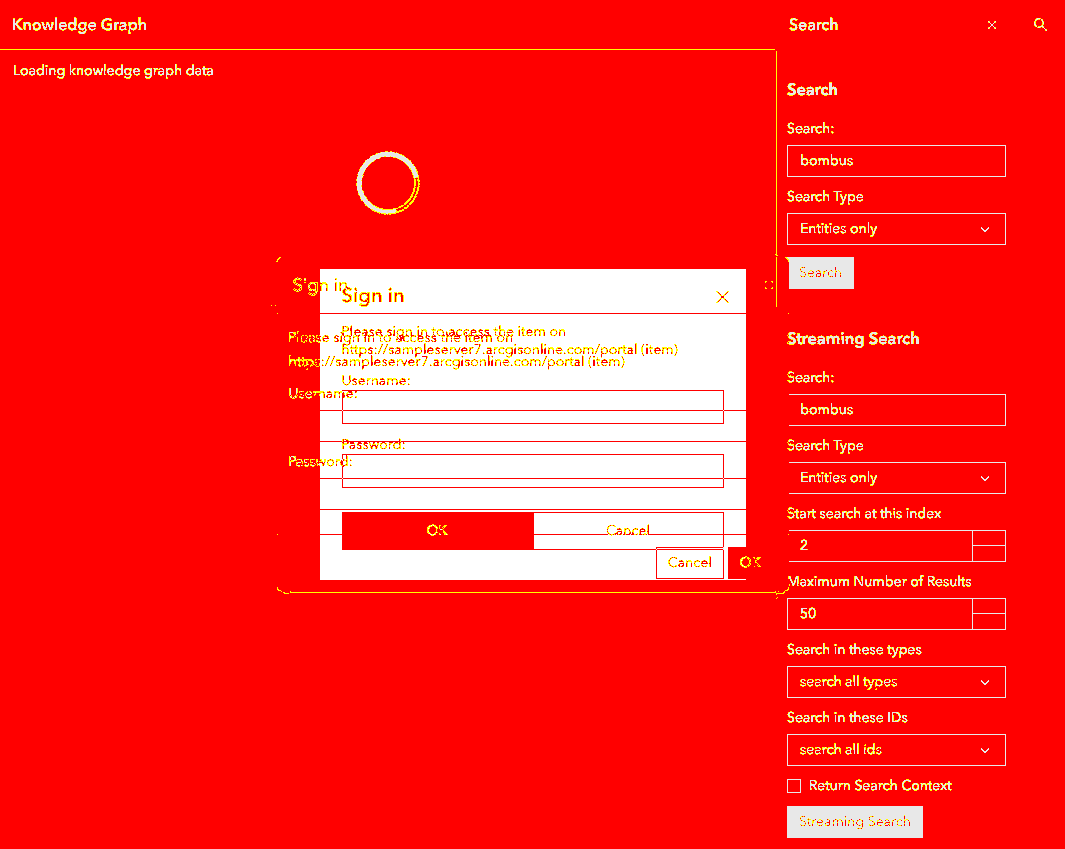 Knowledge Graph
Loading knowledge graph data
Sign in
Sign in
Please sign in to access the item on
https://sampleserver7.arcgisonline.com/portal (item)
Please sign in to access the item on
https://sampleserver7.arcgisonline.com/portal (item)
Username:
Username:
Password:
Password:
OK
Cancel
Cancel
OK
Search
Search
Search:
bombus
Search Type
Entities only
Search
Streaming Search
Search:
bombus
Search Type
Entities only
Start search at this index
2
Maximum Number of Results
50
Search in these types
search all types
Search in these IDs
search all ids
Return Search Context
Streaming Search